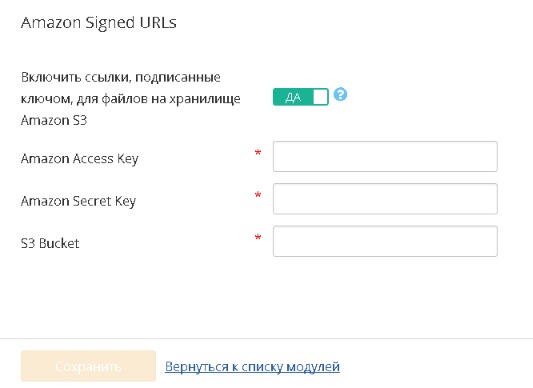 Amazon Signed URLs
Включить ссылки, подписанные
ключом, для файлов на хранилище
Amazon S3
ДА
?
Amazon Access Key *
Amazon Secret Key *
S3 Bucket *
Сохранить Вернуться к списку модулей